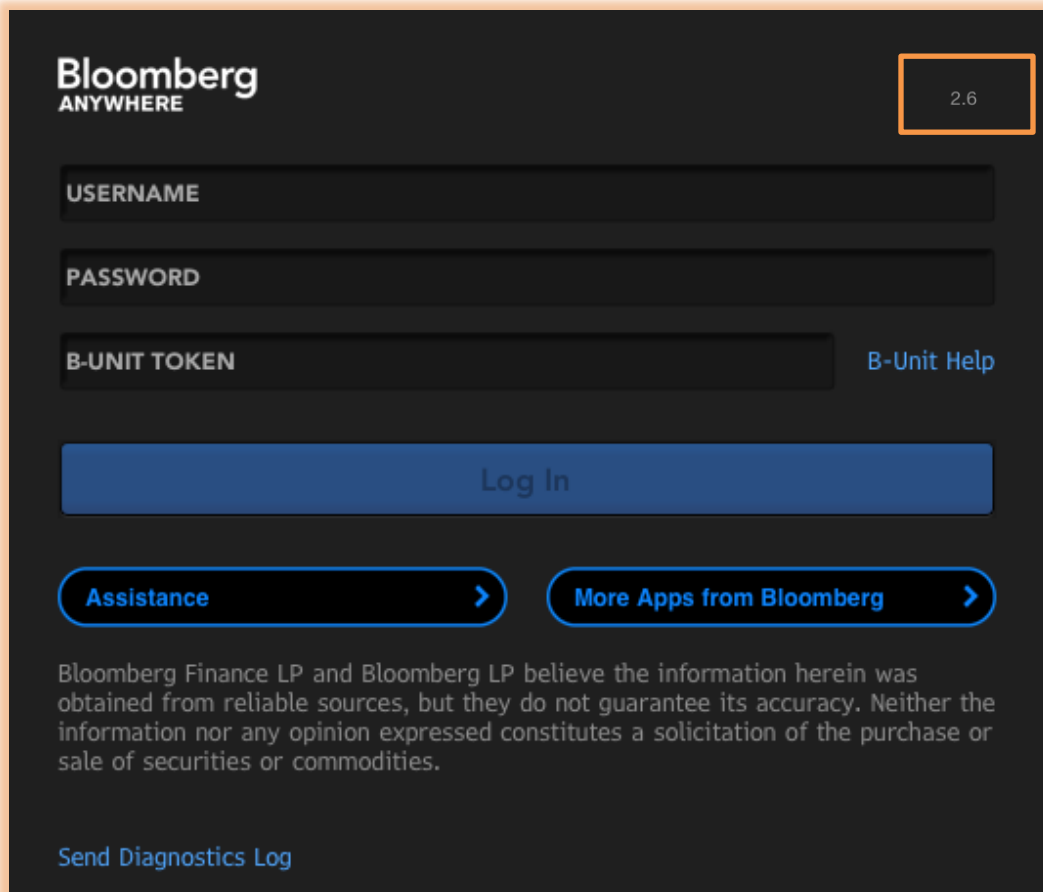 Bloomberg
ANYWHERE
2.6
USERNAME
PASSWORD
B-UNIT TOKEN
B-Unit Help
Log In
Assistance
More Apps from Bloomberg
Bloomberg Finance LP and Bloomberg LP believe the information herein was
obtained from reliable sources, but they do not guarantee its accuracy. Neither the
information nor any opinion expressed constitutes a solicitation of the purchase or
sale of securities or commodities.
Send Diagnostics Log